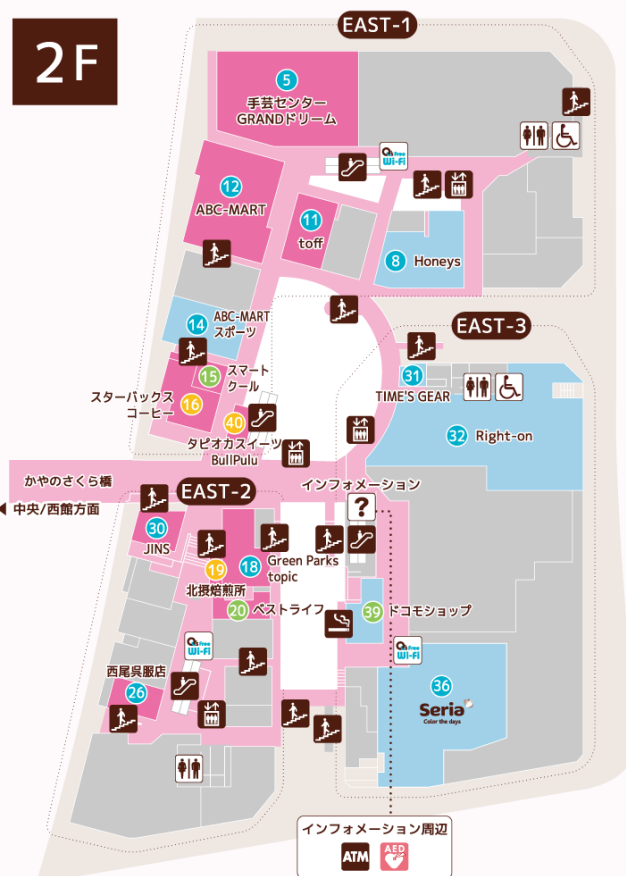 2F
EAST-1
5
手芸センター
GRANDドリーム
Free
Wi-Fi
12
ABC-MART
11
toff
8 Honeys
14
ABC-MART
スポーツ
EAST-3
15
スマート
クール
31
TIME'S GEAR
スターバックス
コーヒー
16
40
タピオカスイーツ
BullPulu
32 Right-on
かやのさくら橋
中央/西館方面
EAST-2
インフォメーション
?
30
JINS
19
北摂焙煎所
18
Green Parks
topic
20 ベストライフ
39 ドコモショップ
Free
Wi-Fi
Free
Wi-Fi
西尾呉服店
26
36
Seria
Color the days
インフォメーション周辺
ATM
AED